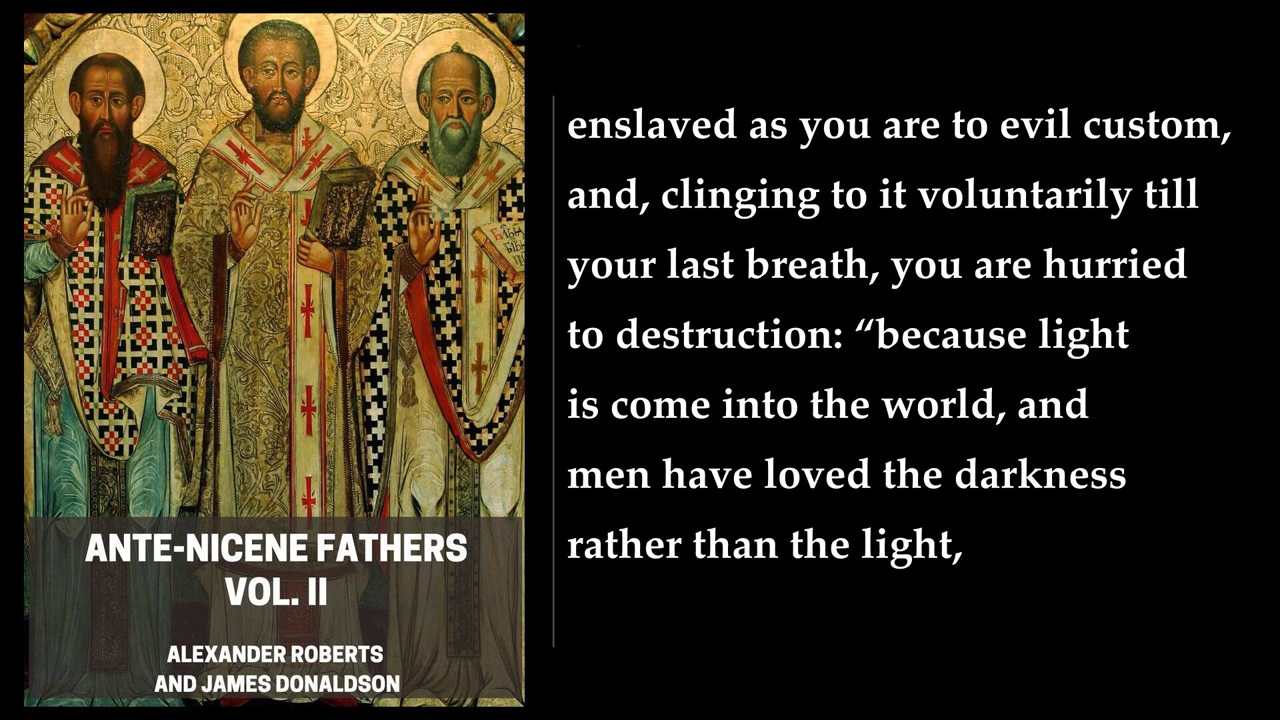 enslaved as you are to evil custom,
and, clinging to it voluntarily till
your last breath, you are hurried
to destruction: “because light
is come into the world, and
men have loved the darkness
rather than the light,
ANTE-NICENE FATHERS
VOL. II
ALEXANDER ROBERTS
AND JAMES DONALDSON